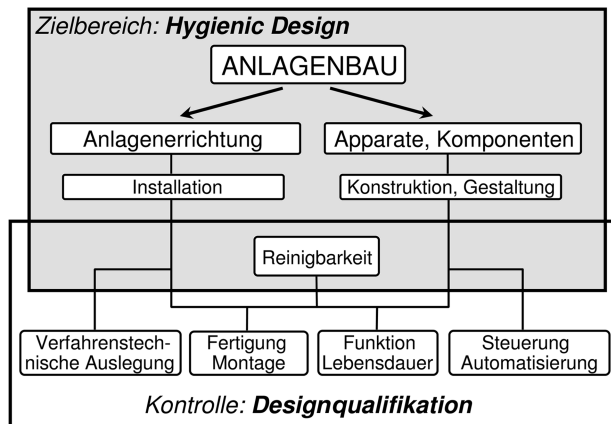 Zielbereich: Hygienic Design
ANLAGENBAU
Anlagenerrichtung
Apparate, Komponenten
Installation
Konstruktion, Gestaltung
Reinigbarkeit
Verfahrenstech-
nische Auslegung
Fertigung
Montage
Funktion
Lebensdauer
Steuerung
Automatisierung
Kontrolle: Designqualifikation